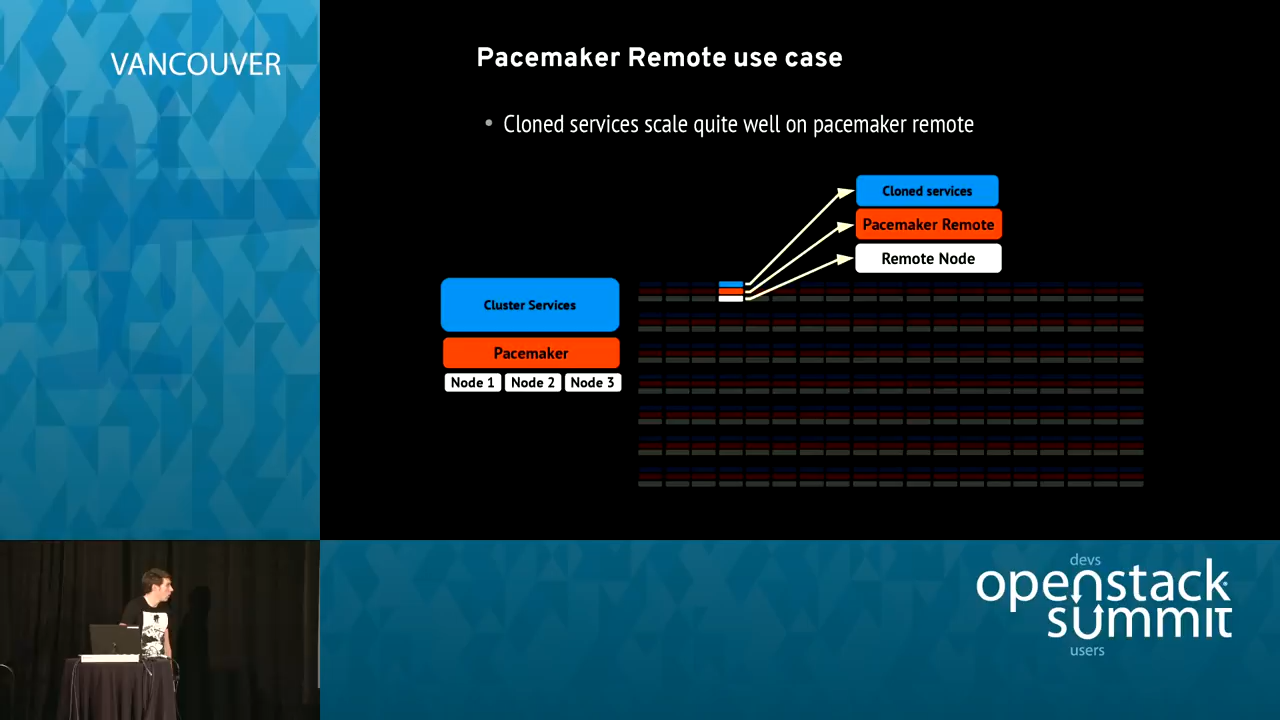 VANCOUVER
Pacemaker Remote use case
• Cloned services scale quite well on pacemaker remote
Cloned services
Pacemaker Remote
Remote Node
Cluster Services
Pacemaker
Node 1 Node 2 Node 3
devs
openstack
summit
users